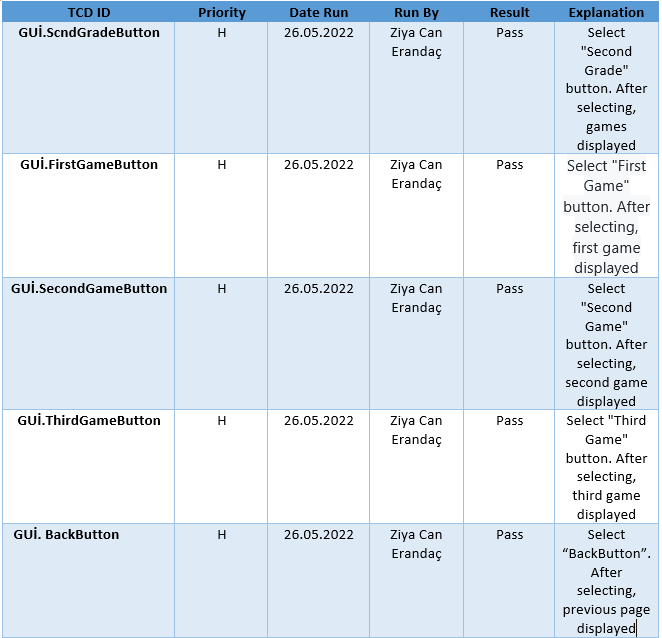 TCD ID Priority Date Run Run By Result Explanation
GUİ.ScndGradeButton H 26.05.2022 Ziya Can Pass Select
Erandaç "Second
Grade"
button. After
selecting,
games
displayed
GUİ.FirstGameButton H 26.05.2022 Ziya Can Pass Select "First
Erandaç Game"
button. After
selecting,
first game
displayed
GUİ.SecondGameButton H 26.05.2022 Ziya Can Pass Select
Erandaç "Second
Game"
button. After
selecting,
second game
displayed
GUİ.ThirdGameButton H 26.05.2022 Ziya Can Pass Select "Third
Erandaç Game"
button. After
selecting,
third game
displayed
GUİ. BackButton H 26.05.2022 Ziya Can Pass Select
Erandaç “BackButton”.
After
selecting,
previous page
displayed